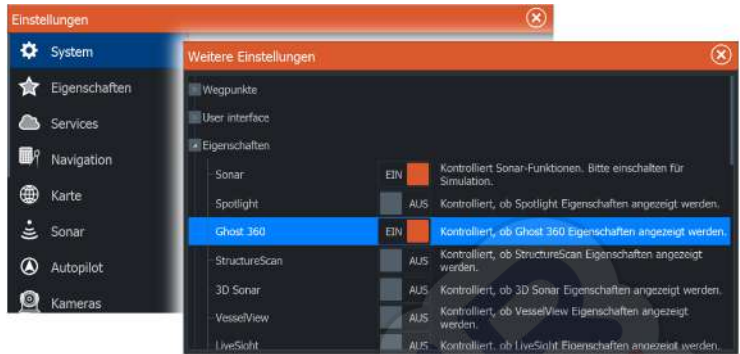 Einstellungen
System
Eigenschaften
Services
Navigation
Karte
Sonar
Autopilot
Kameras
Weitere Einstellungen
Wegpunkte
User interface
Eigenschaften
Sonar EIN Kontrolliert Sonar-Funktionen. Bitte einschalten für
Simulation.
Spotlight AUS Kontrolliert, ob Spotlight Eigenschaften angezeigt werden.
Ghost 360 EIN Kontrolliert, ob Ghost 360 Eigenschaften angezeigt werden.
StructureScan AUS Kontrolliert, ob StructureScan Eigenschaften angezeigt
werden.
3D Sonar AUS Kontrolliert, ob 3D Sonar Eigenschaften angezeigt werden.
VesselView AUS Kontrolliert, ob VesselView Eigenschaften angezeigt
werden.
LiveSight AUS Kontrolliert, ob LiveSight Eigenschaften angezeigt werden.